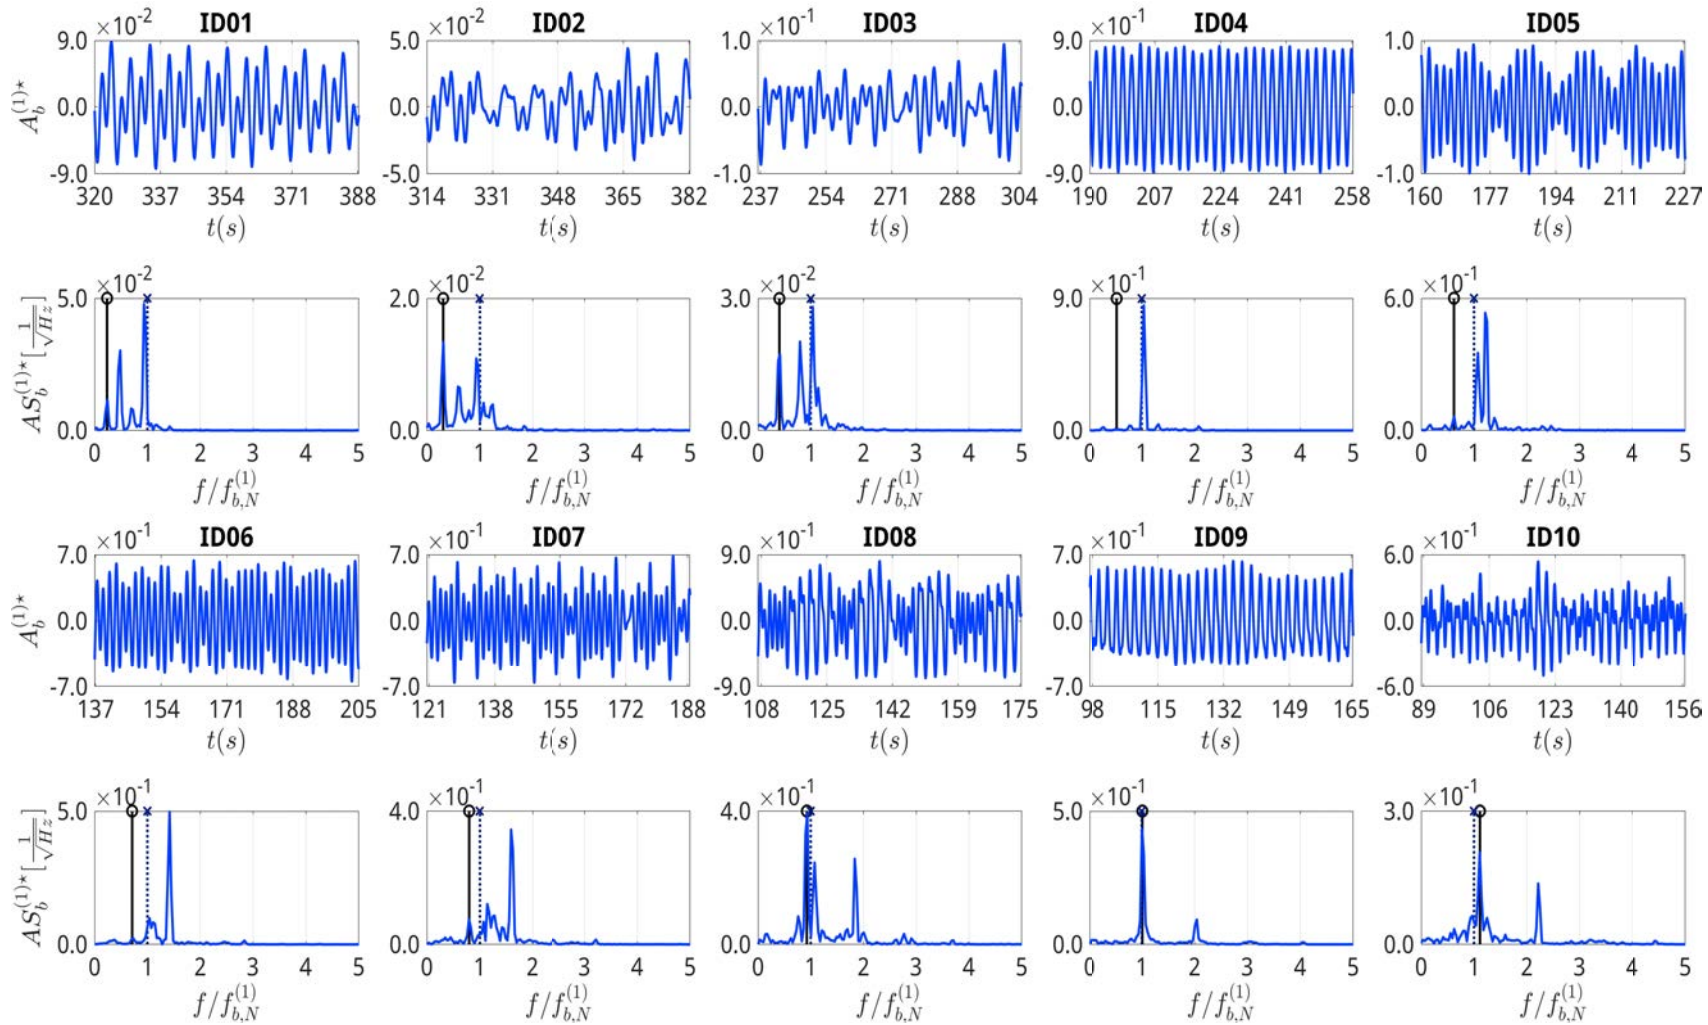 ID01 ID02 ID03 ID04 ID05
×10⁻² ×10⁻² ×10⁻¹ ×10⁻¹ ×10⁻¹
9.0 5.0 1.0 9.0 1.0
A_b^{(1)⋆} 0.0 0.0 0.0 0.0 0.0
-9.0 -5.0 -1.0 -9.0 -1.0
320 337 354 371 388 314 331 348 365 382 237 254 271 288 304 190 207 224 241 258 160 177 194 211 227
t(s) t(s) t(s) t(s) t(s)
×10⁻² ×10⁻² ×10⁻² ×10⁻¹ ×10⁻¹
5.0 2.0 3.0 9.0 6.0
AS_b^{(1)⋆}[1/√Hz]
0.0 0.0 0.0 0.0 0.0
0 1 2 3 4 5 0 1 2 3 4 5 0 1 2 3 4 5 0 1 2 3 4 5 0 1 2 3 4 5
f/f_{b,N}^{(1)} f/f_{b,N}^{(1)} f/f_{b,N}^{(1)} f/f_{b,N}^{(1)} f/f_{b,N}^{(1)}
ID06 ID07 ID08 ID09 ID10
×10⁻¹ ×10⁻¹ ×10⁻¹ ×10⁻¹ ×10⁻¹
7.0 7.0 9.0 7.0 6.0
A_b^{(1)⋆} 0.0 0.0 0.0 0.0 0.0
-7.0 -7.0 -9.0 -7.0 -6.0
137 154 171 188 205 121 138 155 172 188 108 125 142 159 175 98 115 132 149 165 89 106 123 140 156
t(s) t(s) t(s) t(s) t(s)
×10⁻¹ ×10⁻¹ ×10⁻¹ ×10⁻¹ ×10⁻¹
5.0 4.0 4.0 5.0 3.0
AS_b^{(1)⋆}[1/√Hz]
0.0 0.0 0.0 0.0 0.0
0 1 2 3 4 5 0 1 2 3 4 5 0 1 2 3 4 5 0 1 2 3 4 5 0 1 2 3 4 5
f/f_{b,N}^{(1)} f/f_{b,N}^{(1)} f/f_{b,N}^{(1)} f/f_{b,N}^{(1)} f/f_{b,N}^{(1)}